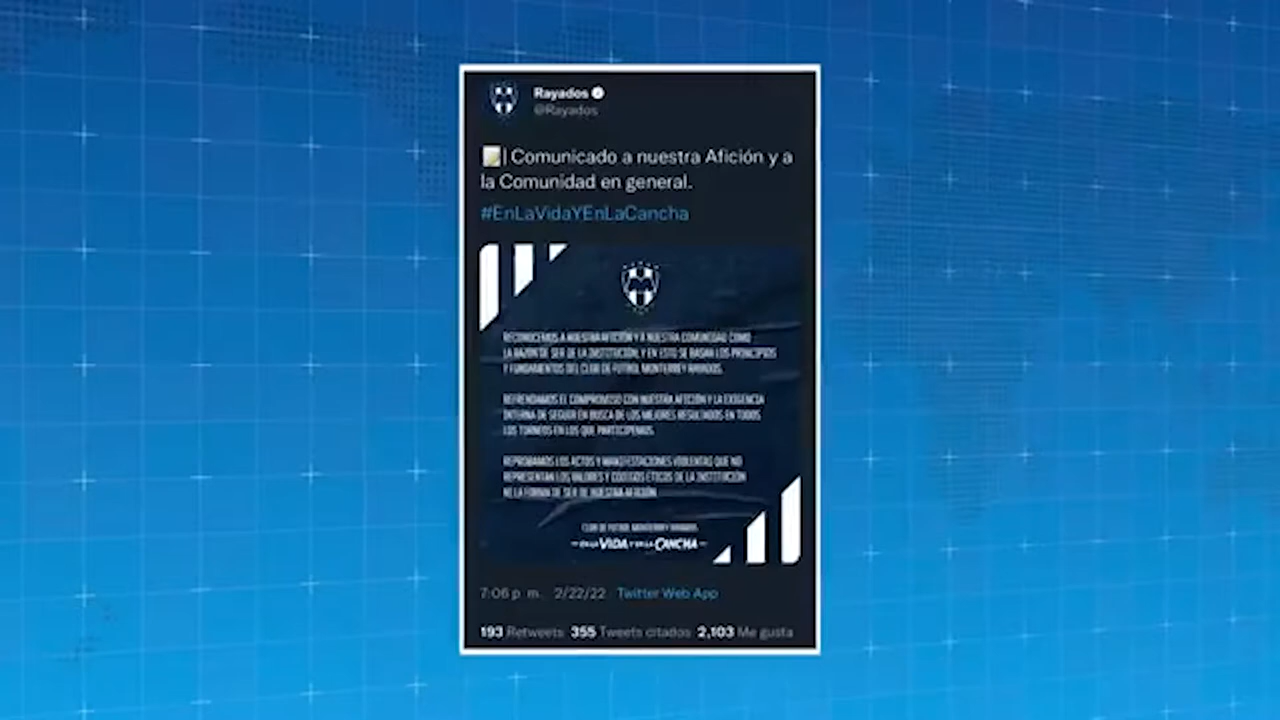 Rayados
@Rayados
| Comunicado a nuestra Afición y a
la Comunidad en general.
#EnLaVidaYEnLaCancha
RECONOCEMOS A NUESTRA AFICIÓN Y A NUESTRA COMUNIDAD COMO
LA RAZÓN DE SER DE LA INSTITUCIÓN, Y EN ESTO SE BASAN LOS PRINCIPIOS
Y FUNDAMENTOS DEL CLUB DE FUTBOL MONTERREY RAYADOS.
REFRENDAMOS EL COMPROMISO CON NUESTRA AFICIÓN Y LA EXIGENCIA
INTERNA DE SEGUIR EN BUSCA DE LOS MEJORES RESULTADOS EN TODOS
LOS TORNEOS EN LOS QUE PARTICIPEMOS.
REPROBAMOS LOS ACTOS Y MANIFESTACIONES VIOLENTAS QUE NO
REPRESENTAN LOS VALORES Y CÓDIGOS ÉTICOS DE LA INSTITUCIÓN
NI LA FORMA DE SER DE NUESTRA AFICIÓN.
CLUB DE FUTBOL MONTERREY RAYADOS
EN LA VIDA Y EN LA CANCHA
7:06 p. m. 2/22/22 Twitter Web App
193 Retweets 355 Tweets citados 2,103 Me gusta